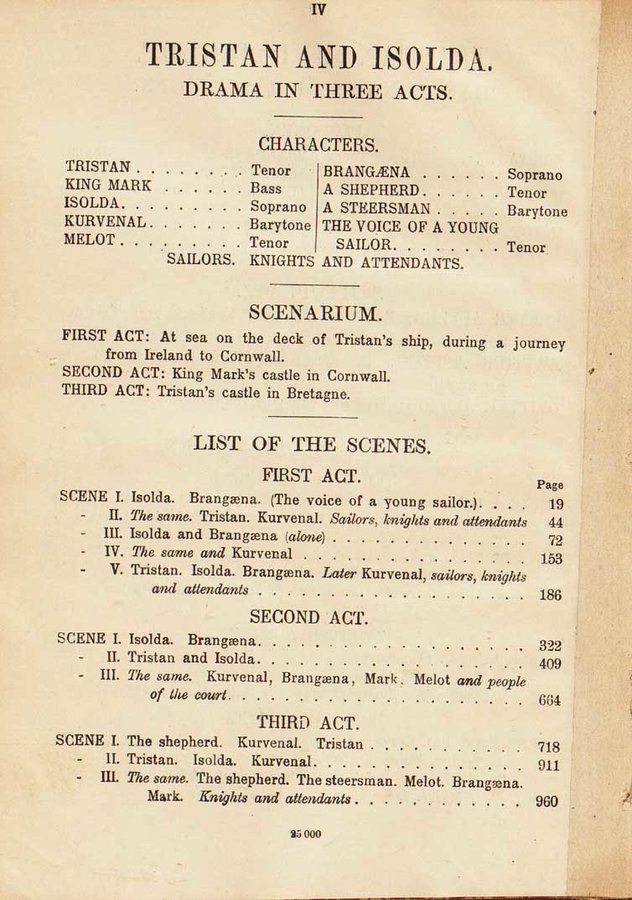 IV
TRISTAN AND ISOLDA.
DRAMA IN THREE ACTS.
CHARACTERS.
TRISTAN . . . . . . . . Tenor
KING MARK . . . . . . Bass
ISOLDA. . . . . . . . . Soprano
KURVENAL. . . . . . . Barytone
MELOT . . . . . . . . . Tenor
BRANGÆNA . . . . . . Soprano
A SHEPHERD. . . . . . Tenor
A STEERSMAN . . . . . Barytone
THE VOICE OF A YOUNG
SAILOR. . . . . . . . Tenor
SAILORS. KNIGHTS AND ATTENDANTS.
SCENARIUM.
FIRST ACT: At sea on the deck of Tristan's ship, during a journey
from Ireland to Cornwall.
SECOND ACT: King Mark's castle in Cornwall.
THIRD ACT: Tristan's castle in Bretagne.
LIST OF THE SCENES.
FIRST ACT.
Page
SCENE I. Isolda. Brangæna. (The voice of a young sailor.). . . . 19
- II. The same. Tristan. Kurvenal. Sailors, knights and attendants 44
- III. Isolda and Brangæna (alone) . . . . . . . . . . . . . 72
- IV. The same and Kurvenal . . . . . . . . . . . . . . . 153
- V. Tristan. Isolda. Brangæna. Later Kurvenal, sailors, knights
and attendants . . . . . . . . . . . . . . . . . . 186
SECOND ACT.
SCENE I. Isolda. Brangæna. . . . . . . . . . . . . . . . . . 322
- II. Tristan and Isolda. . . . . . . . . . . . . . . . . . 409
- III. The same. Kurvenal, Brangæna, Mark. Melot and people
of the court. . . . . . . . . . . . . . . . . . . . 664
THIRD ACT.
SCENE I. The shepherd. Kurvenal. Tristan . . . . . . . . . . . 718
- II. Tristan. Isolda. Kurvenal. . . . . . . . . . . . . . . 911
- III. The same. The shepherd. The steersman. Melot. Brangæna.
Mark. Knights and attendants . . . . . . . . . . . . 960
25 000